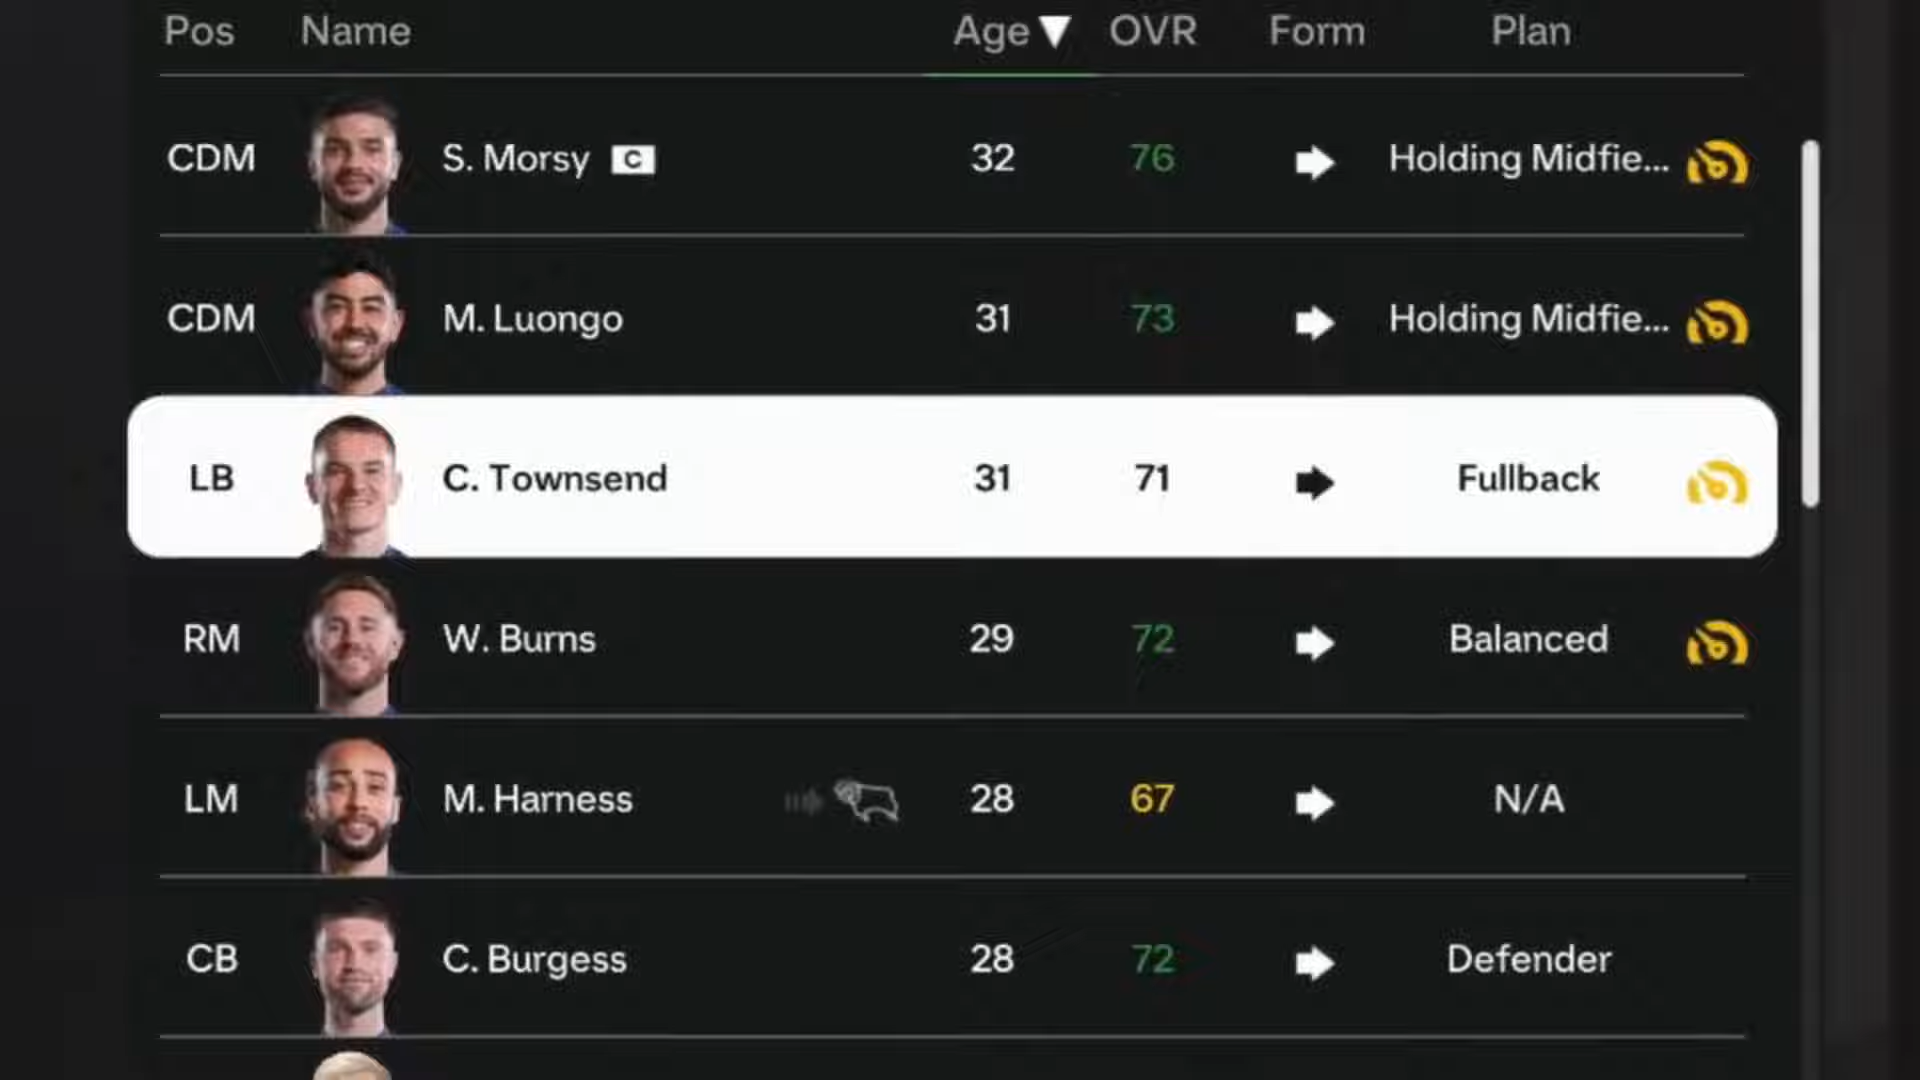 Pos Name Age OVR Form Plan
CDM S. Morsy C 32 76 Holding Midfie...
CDM M. Luongo 31 73 Holding Midfie...
LB C. Townsend 31 71 Fullback
RM W. Burns 29 72 Balanced
LM M. Harness 28 67 N/A
CB C. Burgess 28 72 Defender